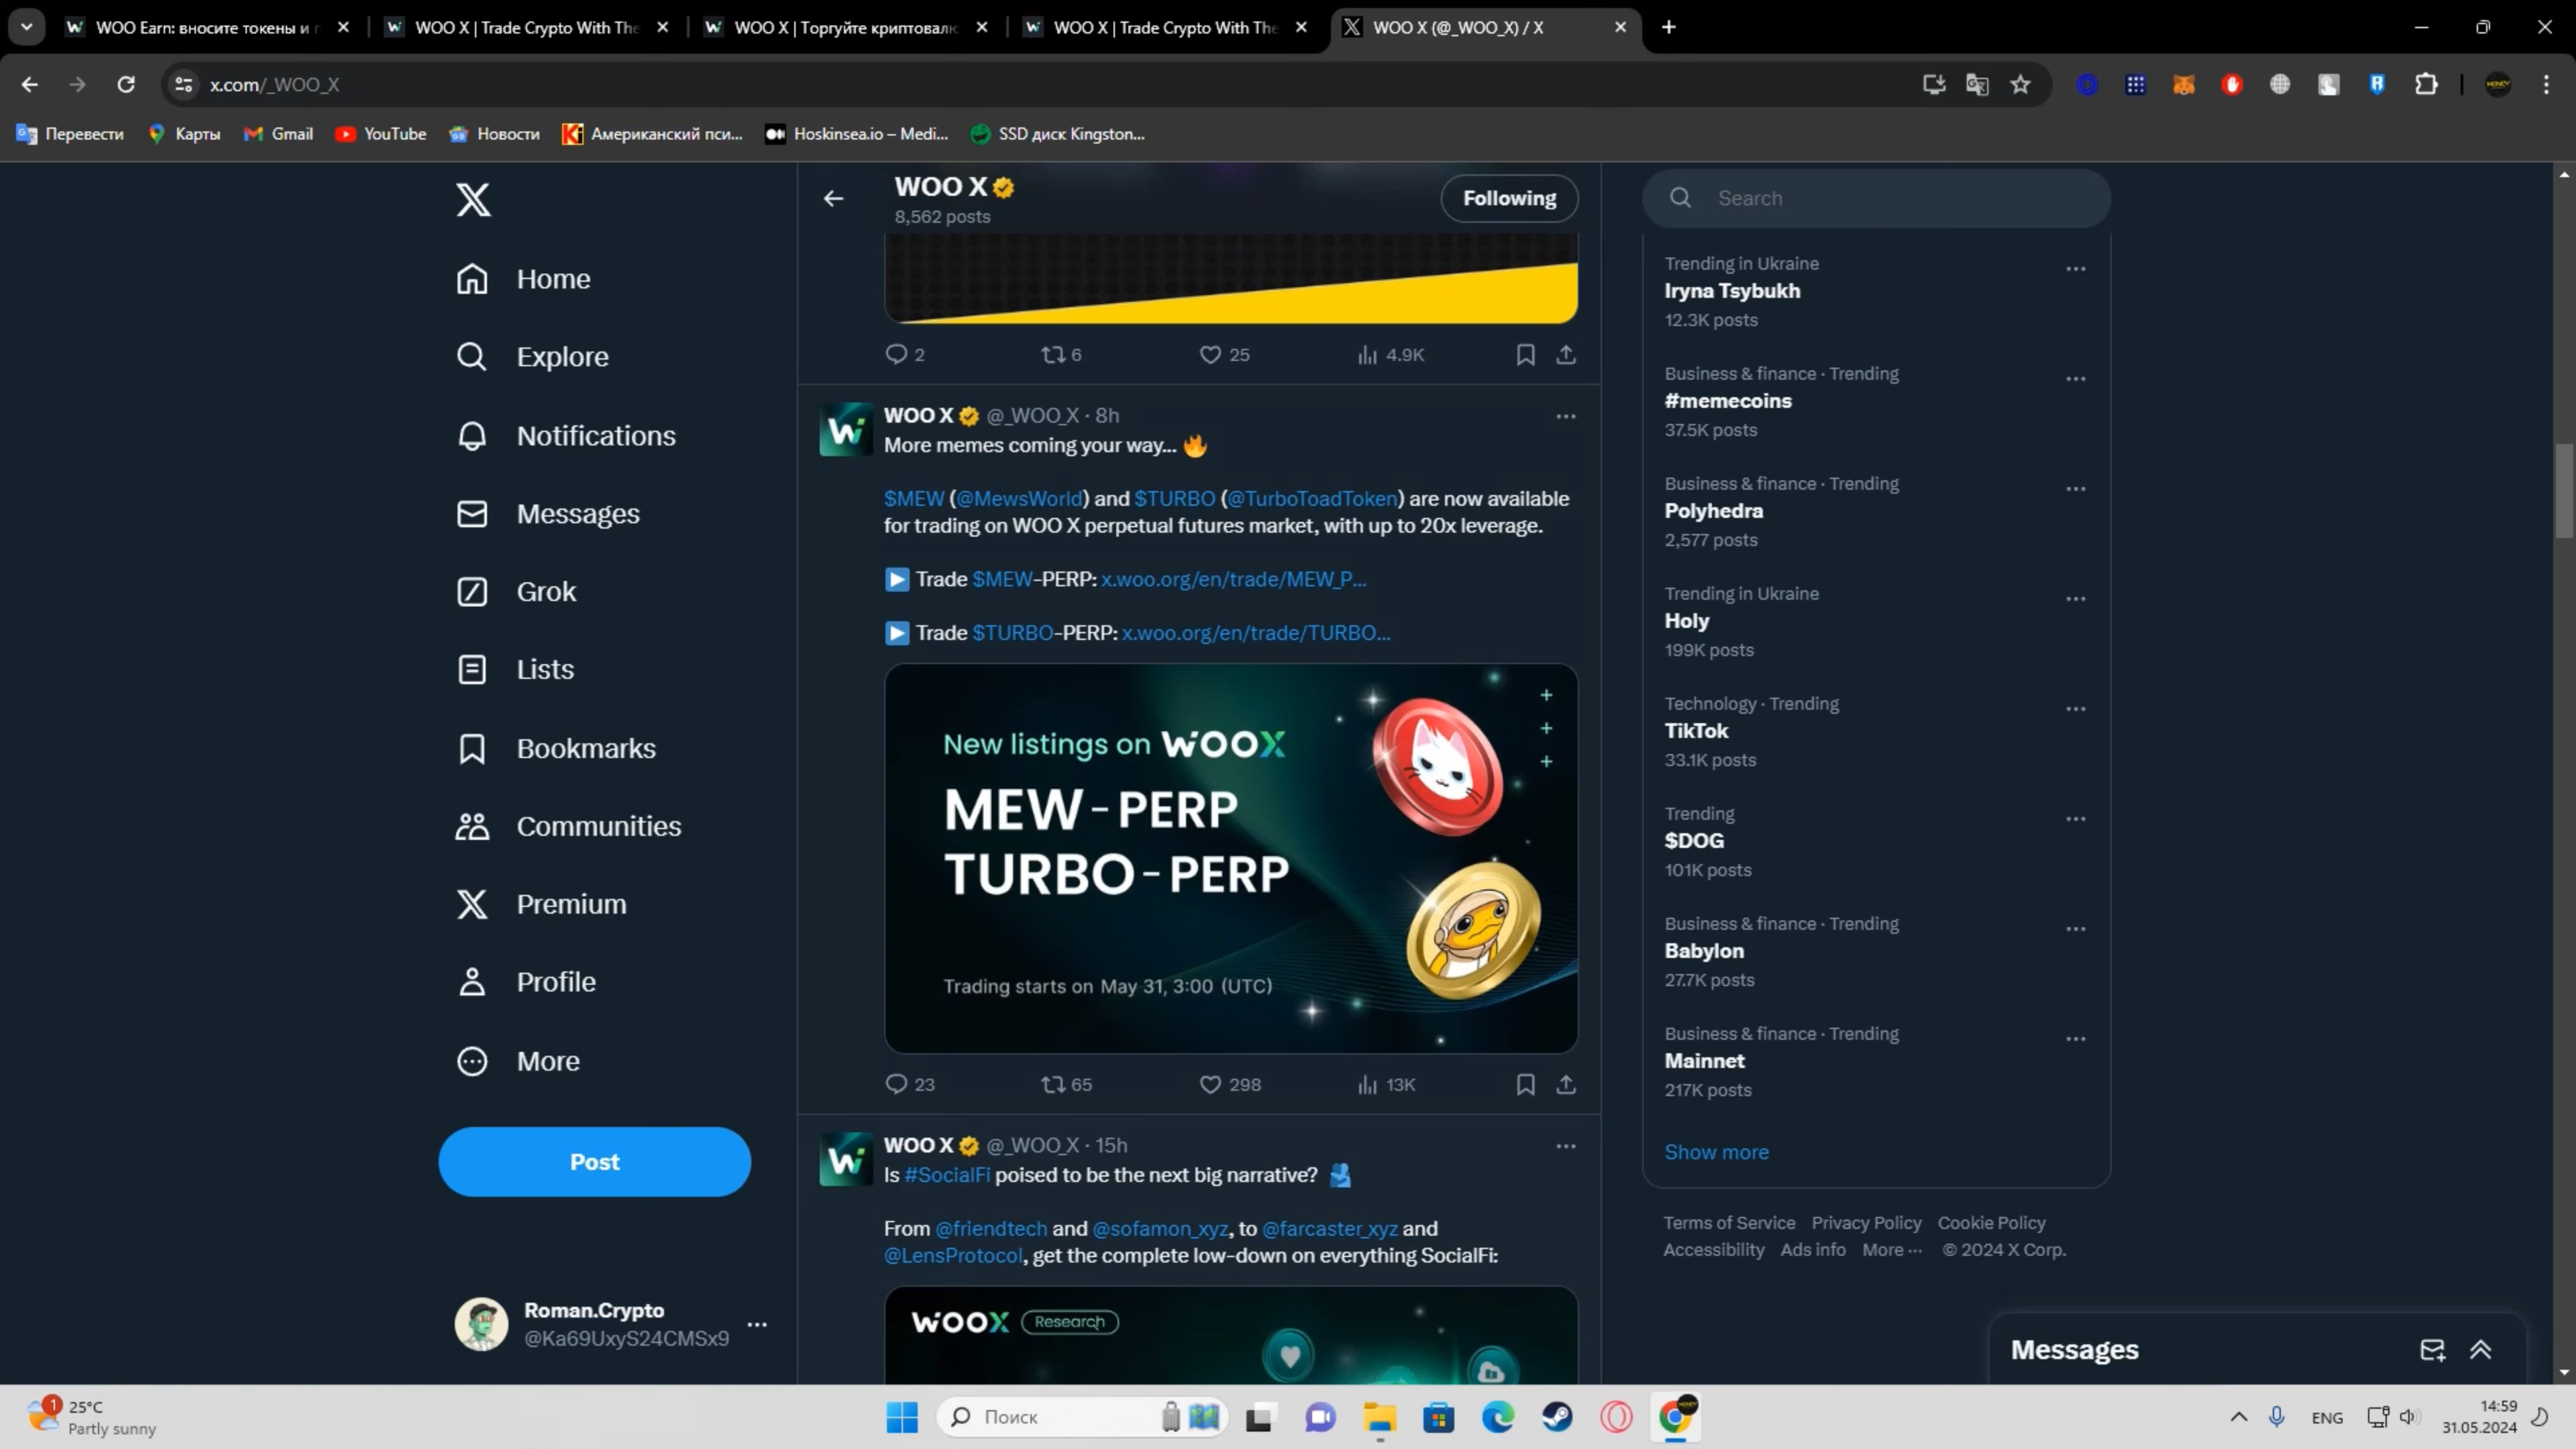 WOO Earn: вносите токены и г
WOO X | Trade Crypto With The
WOO X | Торгуйте криптовалю
WOO X | Trade Crypto With The
WOO X (@_WOO_X) / X
x.com/_WOO_X
Перевести
Карты
Gmail
YouTube
Новости
Американский пси...
Hoskinsea.io – Medi...
SSD диск Kingston...
Home
Explore
Notifications
Messages
Grok
Lists
Bookmarks
Communities
Premium
Profile
More
Post
Roman.Crypto
@Ka69UxyS24CMSx9
WOO X
8,562 posts
Following
2 6 25 4.9K
WOO X @_WOO_X · 8h
More memes coming your way... 🔥
$MEW (@MewsWorld) and $TURBO (@TurboToadToken) are now available
for trading on WOO X perpetual futures market, with up to 20x leverage.
▶️ Trade $MEW-PERP: x.woo.org/en/trade/MEW_P...
▶️ Trade $TURBO-PERP: x.woo.org/en/trade/TURBO...
New listings on WOOX
MEW - PERP
TURBO - PERP
Trading starts on May 31, 3:00 (UTC)
23 65 298 13K
WOO X @_WOO_X · 15h
Is #SocialFi poised to be the next big narrative? 🫂
From @friendtech and @sofamon_xyz, to @farcaster_xyz and
@LensProtocol, get the complete low-down on everything SocialFi:
WOOX Research
Search
Trending in Ukraine
Iryna Tsybukh
12.3K posts
Business & finance · Trending
#memecoins
37.5K posts
Business & finance · Trending
Polyhedra
2,577 posts
Trending in Ukraine
Holy
199K posts
Technology · Trending
TikTok
33.1K posts
Trending
$DOG
101K posts
Business & finance · Trending
Babylon
27.7K posts
Business & finance · Trending
Mainnet
217K posts
Show more
Terms of Service Privacy Policy Cookie Policy
Accessibility Ads info More ··· © 2024 X Corp.
Messages
1
25°C
Partly sunny
Поиск
ENG
14:59
31.05.2024